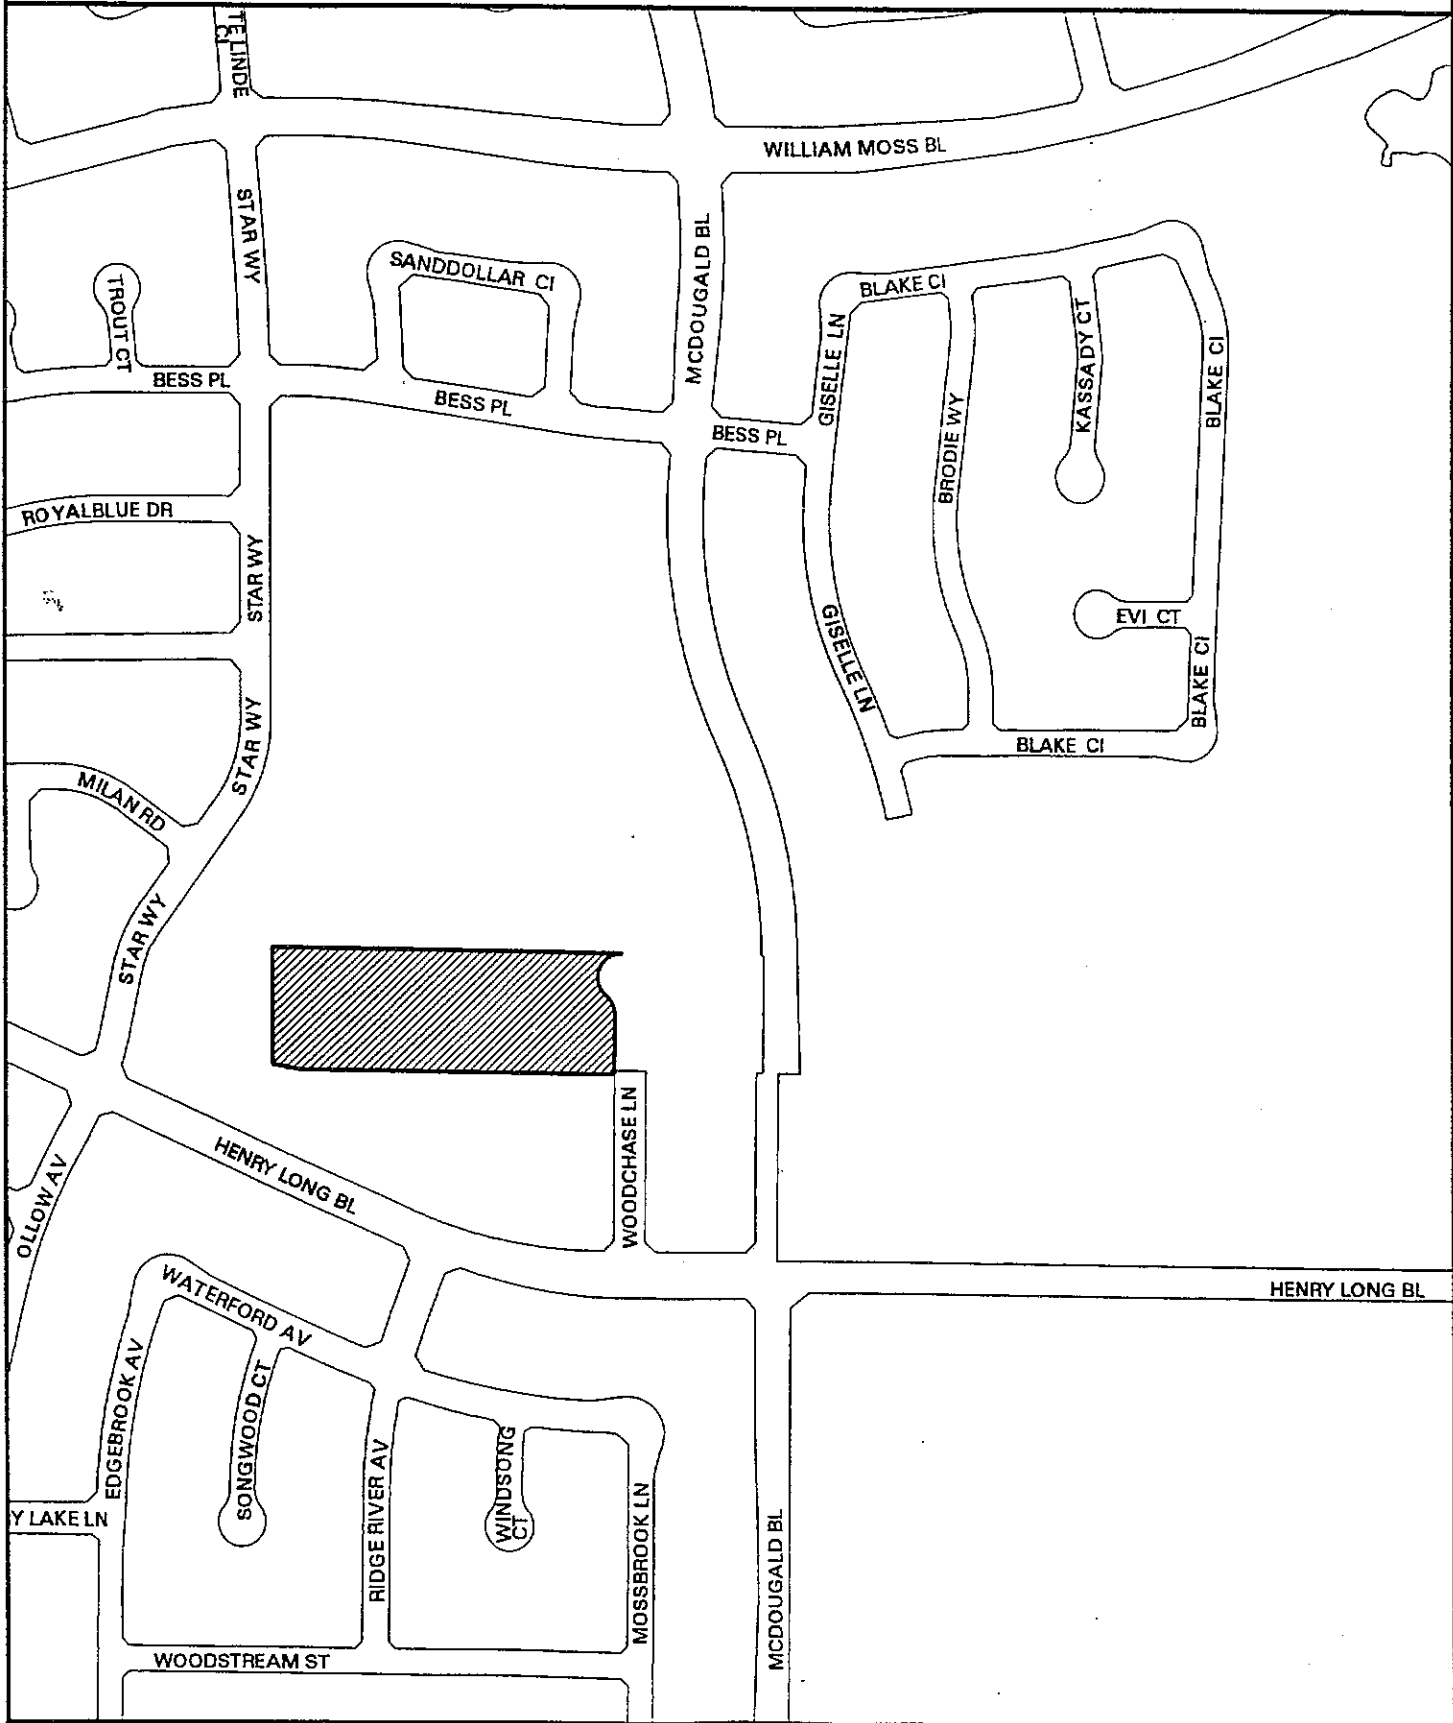 TE LINDE
CI
WILLIAM MOSS BL
STAR WY
MCDOUGALD BL
SANDDOLLAR CI
BLAKE CI
TROUT CT
GISELLE LN
KASSADY CT
BLAKE CI
BESS PL
BESS PL
BESS PL
BRODIE WY
ROYALBLUE DR
STAR WY
GISELLE LN
EVI CT
BLAKE CI
STAR WY
BLAKE CI
MILAN RD
STAR WY
WOODCHASE LN
HENRY LONG BL
OLLOW AV
WATERFORD AV
HENRY LONG BL
EDGEBROOK AV
SONGWOOD CT
RIDGE RIVER AV
WINDSONG
CT
MOSSBROOK LN
MCDOUGALD BL
Y LAKE LN
WOODSTREAM ST